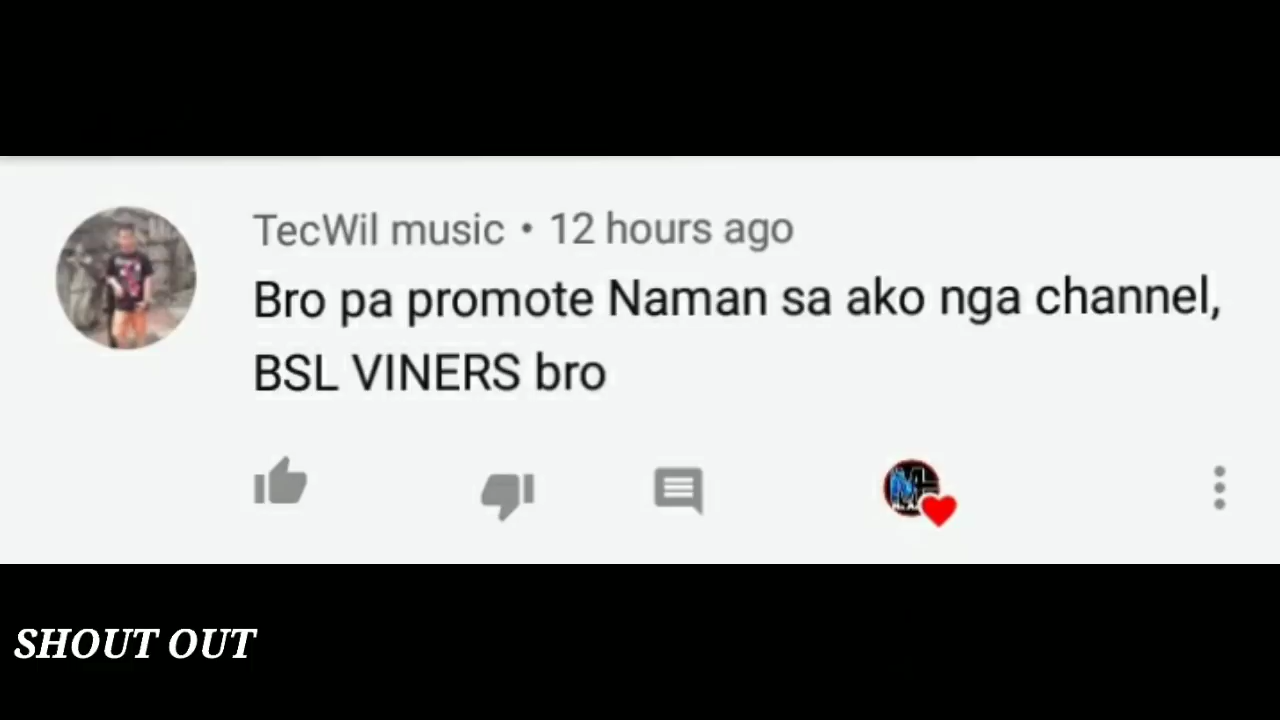 TecWil music • 12 hours ago
Bro pa promote Naman sa ako nga channel,
BSL VINERS bro
SHOUT OUT